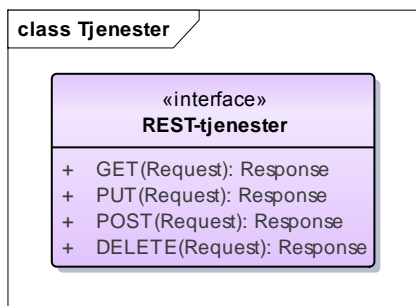 class Tjenester
«interface»
REST-tjenester
+ GET(Request): Response
+ PUT(Request): Response
+ POST(Request): Response
+ DELETE(Request): Response